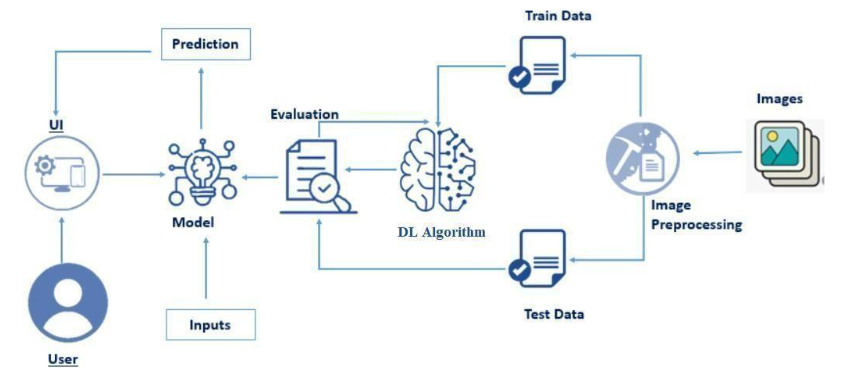 Train Data
Prediction
Images
Evaluation
UI
Model
Image
Preprocessing
DL Algorithm
Inputs
Test Data
User